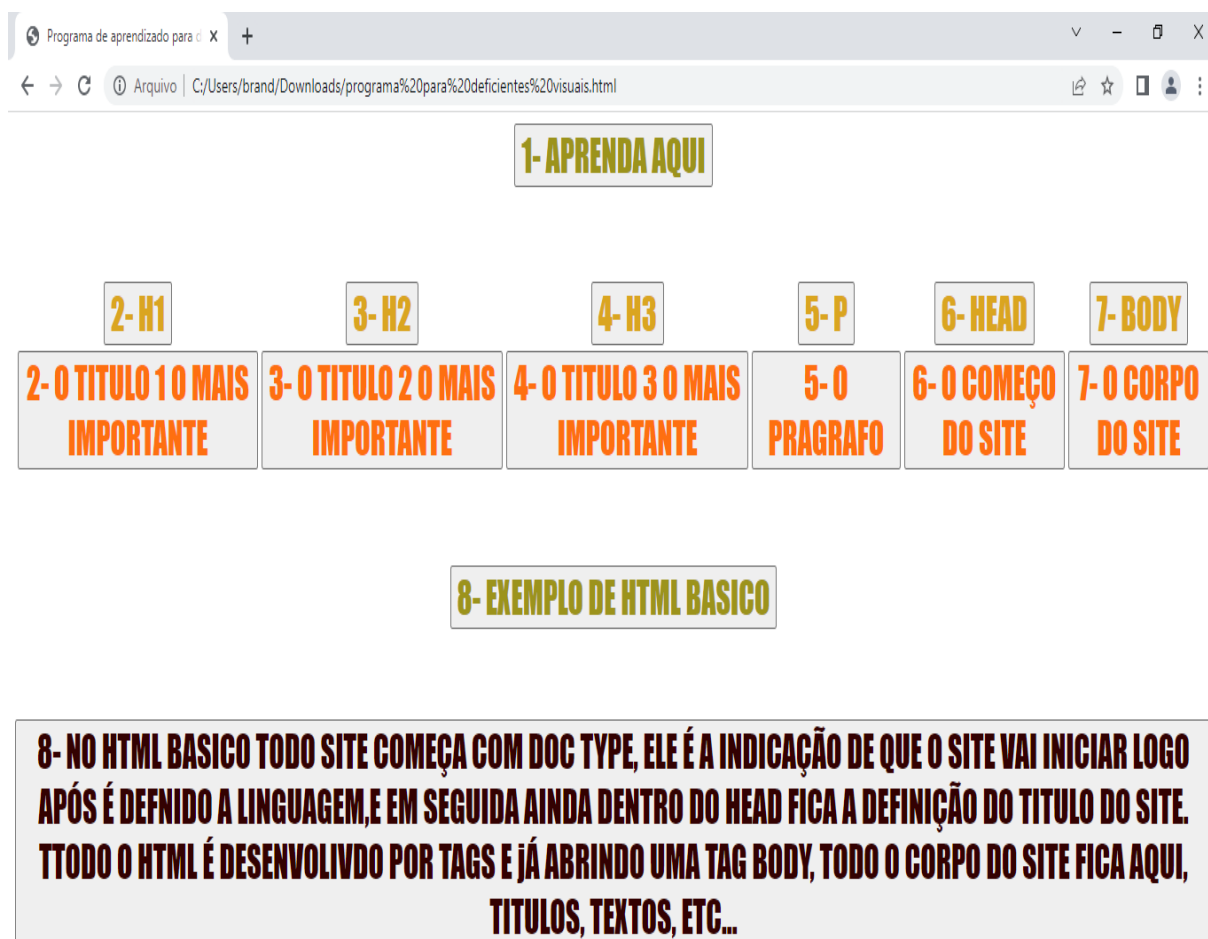 Programa de aprendizado para d
Arquivo | C:/Users/brand/Downloads/programa%20para%20deficientes%20visuais.html
1- APRENDA AQUI
2- H1
3- H2
4- H3
5- P
6- HEAD
7- BODY
2- O TITULO 1 O MAIS
IMPORTANTE
3- O TITULO 2 O MAIS
IMPORTANTE
4- O TITULO 3 O MAIS
IMPORTANTE
5- O
PRAGRAFO
6- O COMEÇO
DO SITE
7- O CORPO
DO SITE
8- EXEMPLO DE HTML BASICO
8- NO HTML BASICO TODO SITE COMEÇA COM DOC TYPE, ELE É A INDICAÇÃO DE QUE O SITE VAI INICIAR LOGO
APÓS É DEFNIDO A LINGUAGEM,E EM SEGUIDA AINDA DENTRO DO HEAD FICA A DEFINIÇÃO DO TITULO DO SITE.
TTODO O HTML É DESENVOLIVDO POR TAGS E jÁ ABRINDO UMA TAG BODY, TODO O CORPO DO SITE FICA AQUI,
TITULOS, TEXTOS, ETC...